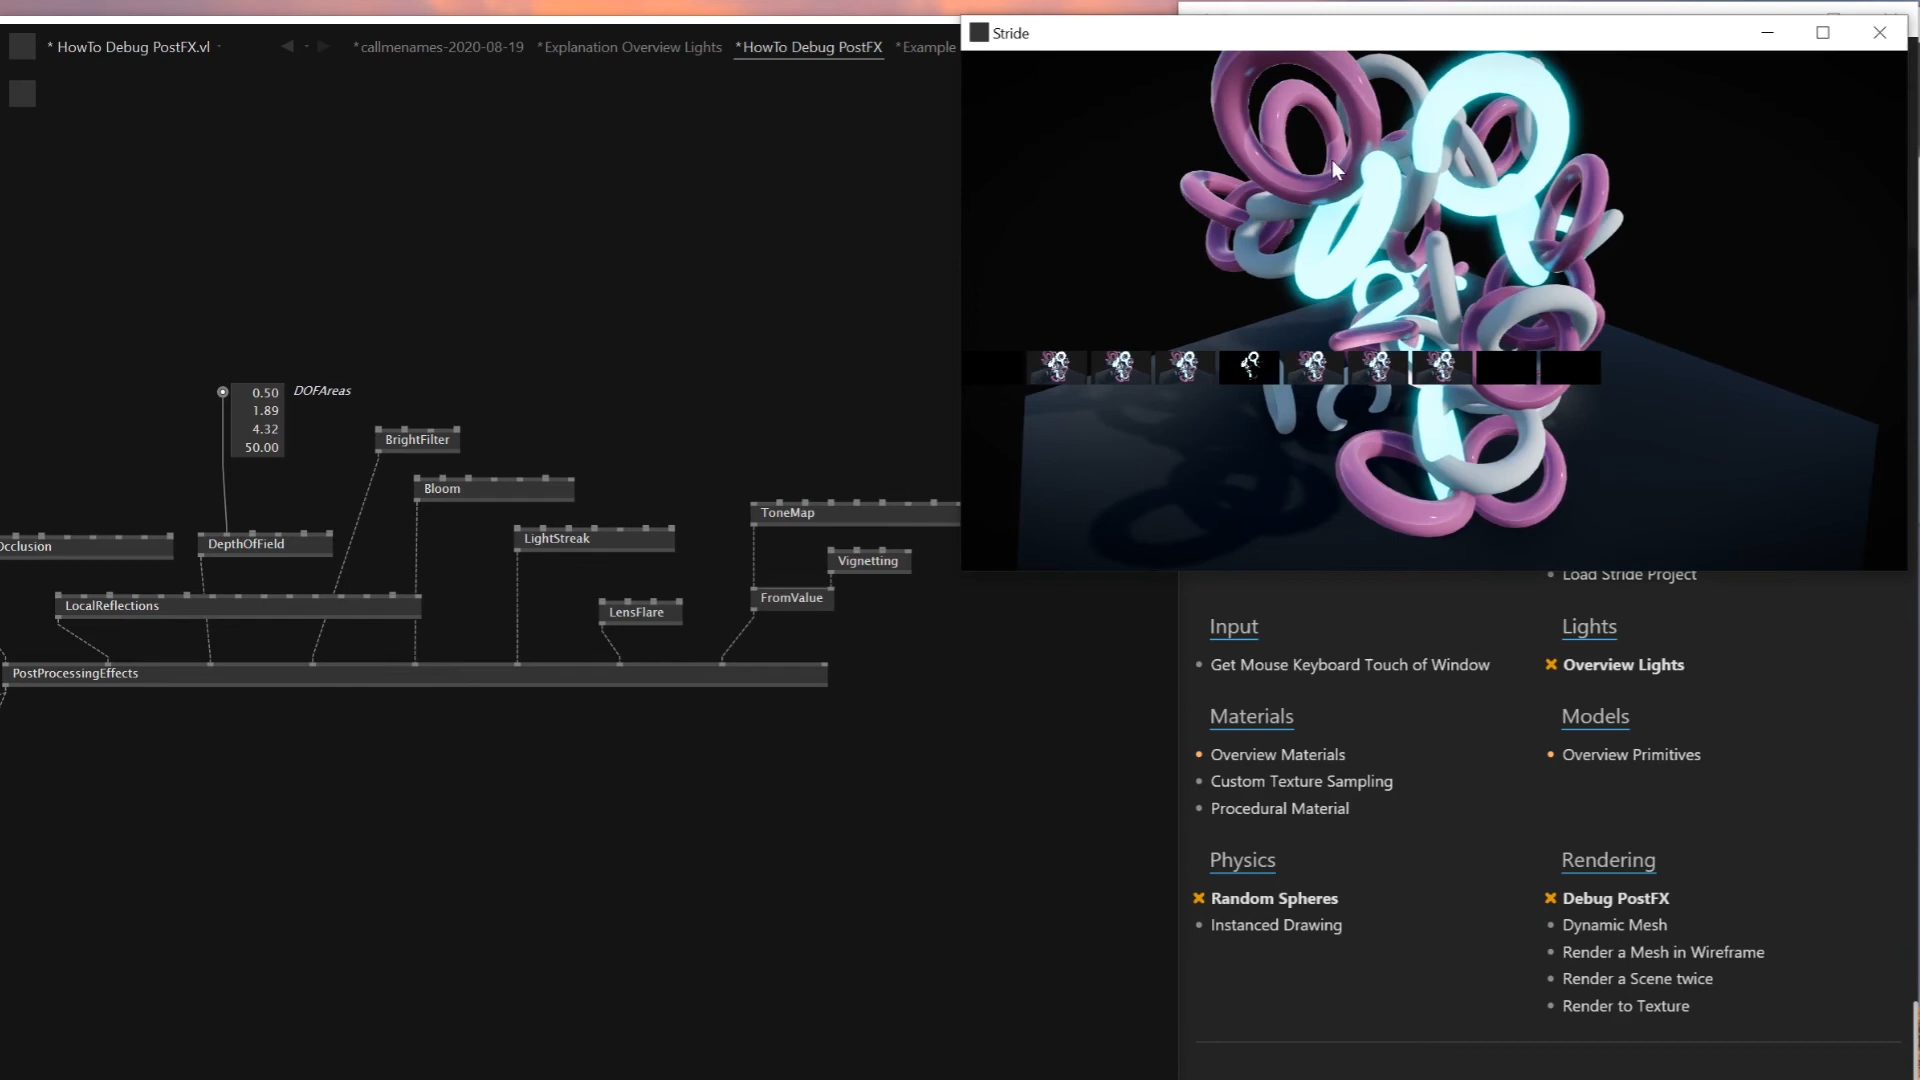 * HowTo Debug PostFX.vl
*callmenames-2020-08-19
*Explanation Overview Lights
*HowTo Debug PostFX
*Example
Stride
0.50
1.89
4.32
50.00
DOFAreas
BrightFilter
Bloom
ToneMap
LightStreak
Occlusion
DepthOfField
Vignetting
LocalReflections
FromValue
LensFlare
PostProcessingEffects
Load Stride Project
Input
Get Mouse Keyboard Touch of Window
Lights
Overview Lights
Materials
Overview Materials
Custom Texture Sampling
Procedural Material
Models
Overview Primitives
Physics
Random Spheres
Instanced Drawing
Rendering
Debug PostFX
Dynamic Mesh
Render a Mesh in Wireframe
Render a Scene twice
Render to Texture